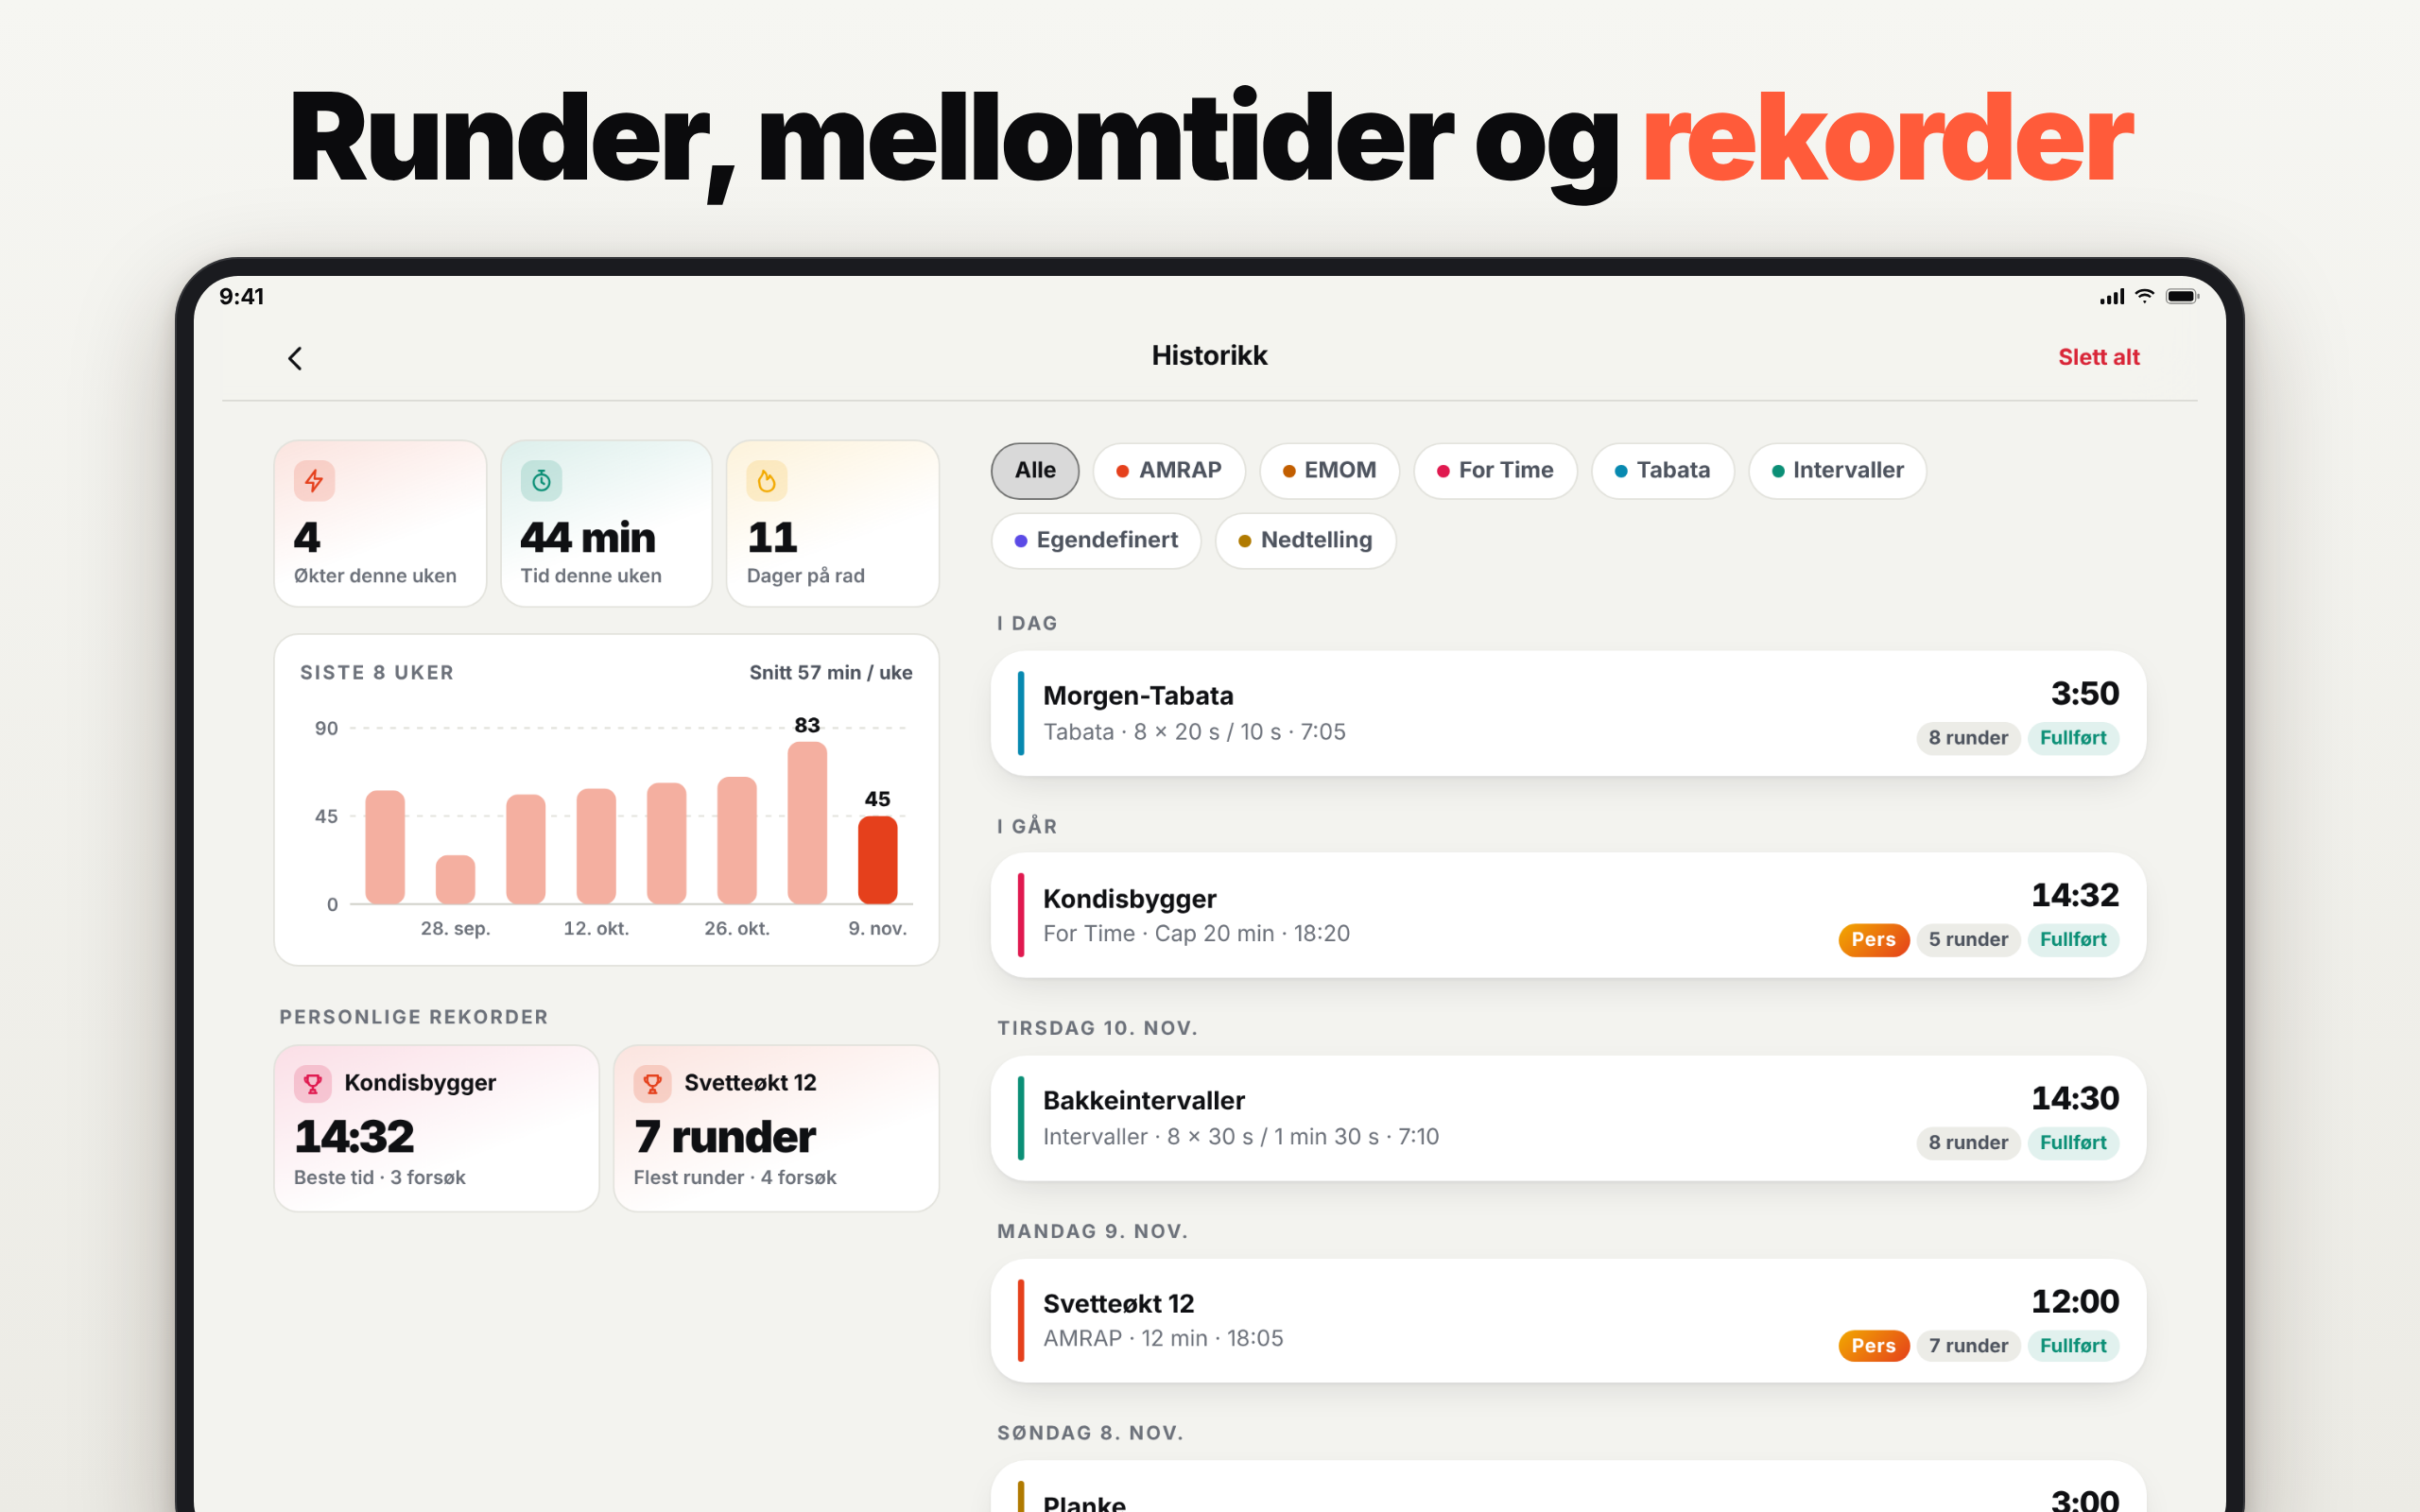 Runder, mellomtider og rekorder
9:41
Historikk
Slett alt
4
Økter denne uken
44 min
Tid denne uken
11
Dager på rad
SISTE 8 UKER
Snitt 57 min / uke
90
45
0
83
45
28. sep.
12. okt.
26. okt.
9. nov.
PERSONLIGE REKORDER
Kondisbygger
14:32
Beste tid · 3 forsøk
Svetteøkt 12
7 runder
Flest runder · 4 forsøk
Alle
AMRAP
EMOM
For Time
Tabata
Intervaller
Egendefinert
Nedtelling
I DAG
Morgen-Tabata
3:50
Tabata · 8 × 20 s / 10 s · 7:05
8 runder
Fullført
I GÅR
Kondisbygger
14:32
For Time · Cap 20 min · 18:20
Pers
5 runder
Fullført
TIRSDAG 10. NOV.
Bakkeintervaller
14:30
Intervaller · 8 × 30 s / 1 min 30 s · 7:10
8 runder
Fullført
MANDAG 9. NOV.
Svetteøkt 12
12:00
AMRAP · 12 min · 18:05
Pers
7 runder
Fullført
SØNDAG 8. NOV.
Planke
3:00